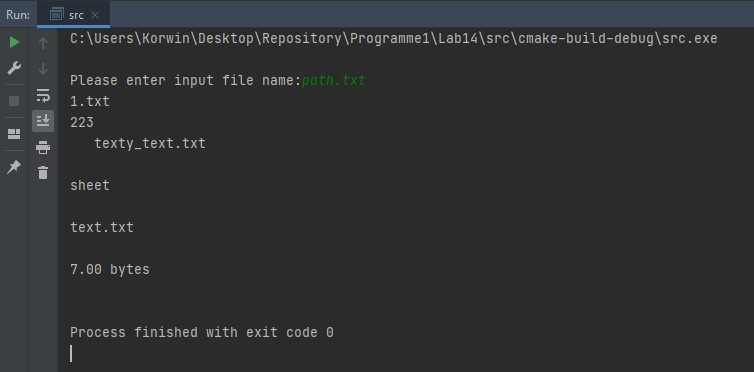 Run: src
C:\Users\Korwin\Desktop\Repository\Programme1\Lab14\src\cmake-build-debug\src.exe
Please enter input file name:path.txt
1.txt
223
texty_text.txt
sheet
text.txt
7.00 bytes
Process finished with exit code 0